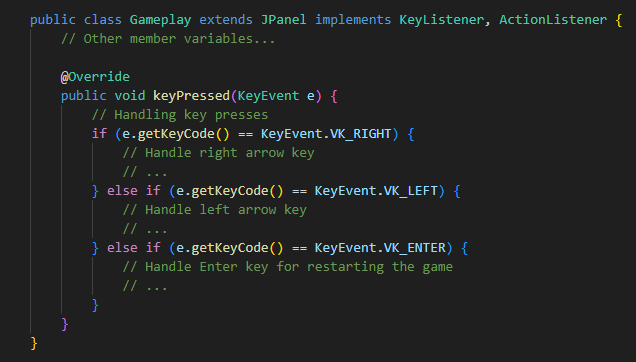 public class Gameplay extends JPanel implements KeyListener, ActionListener {
    // Other member variables...

    @Override
    public void keyPressed(KeyEvent e) {
        // Handling key presses
        if (e.getKeyCode() == KeyEvent.VK_RIGHT) {
            // Handle right arrow key
            // ...
        } else if (e.getKeyCode() == KeyEvent.VK_LEFT) {
            // Handle left arrow key
            // ...
        } else if (e.getKeyCode() == KeyEvent.VK_ENTER) {
            // Handle Enter key for restarting the game
            // ...
        }
    }
}